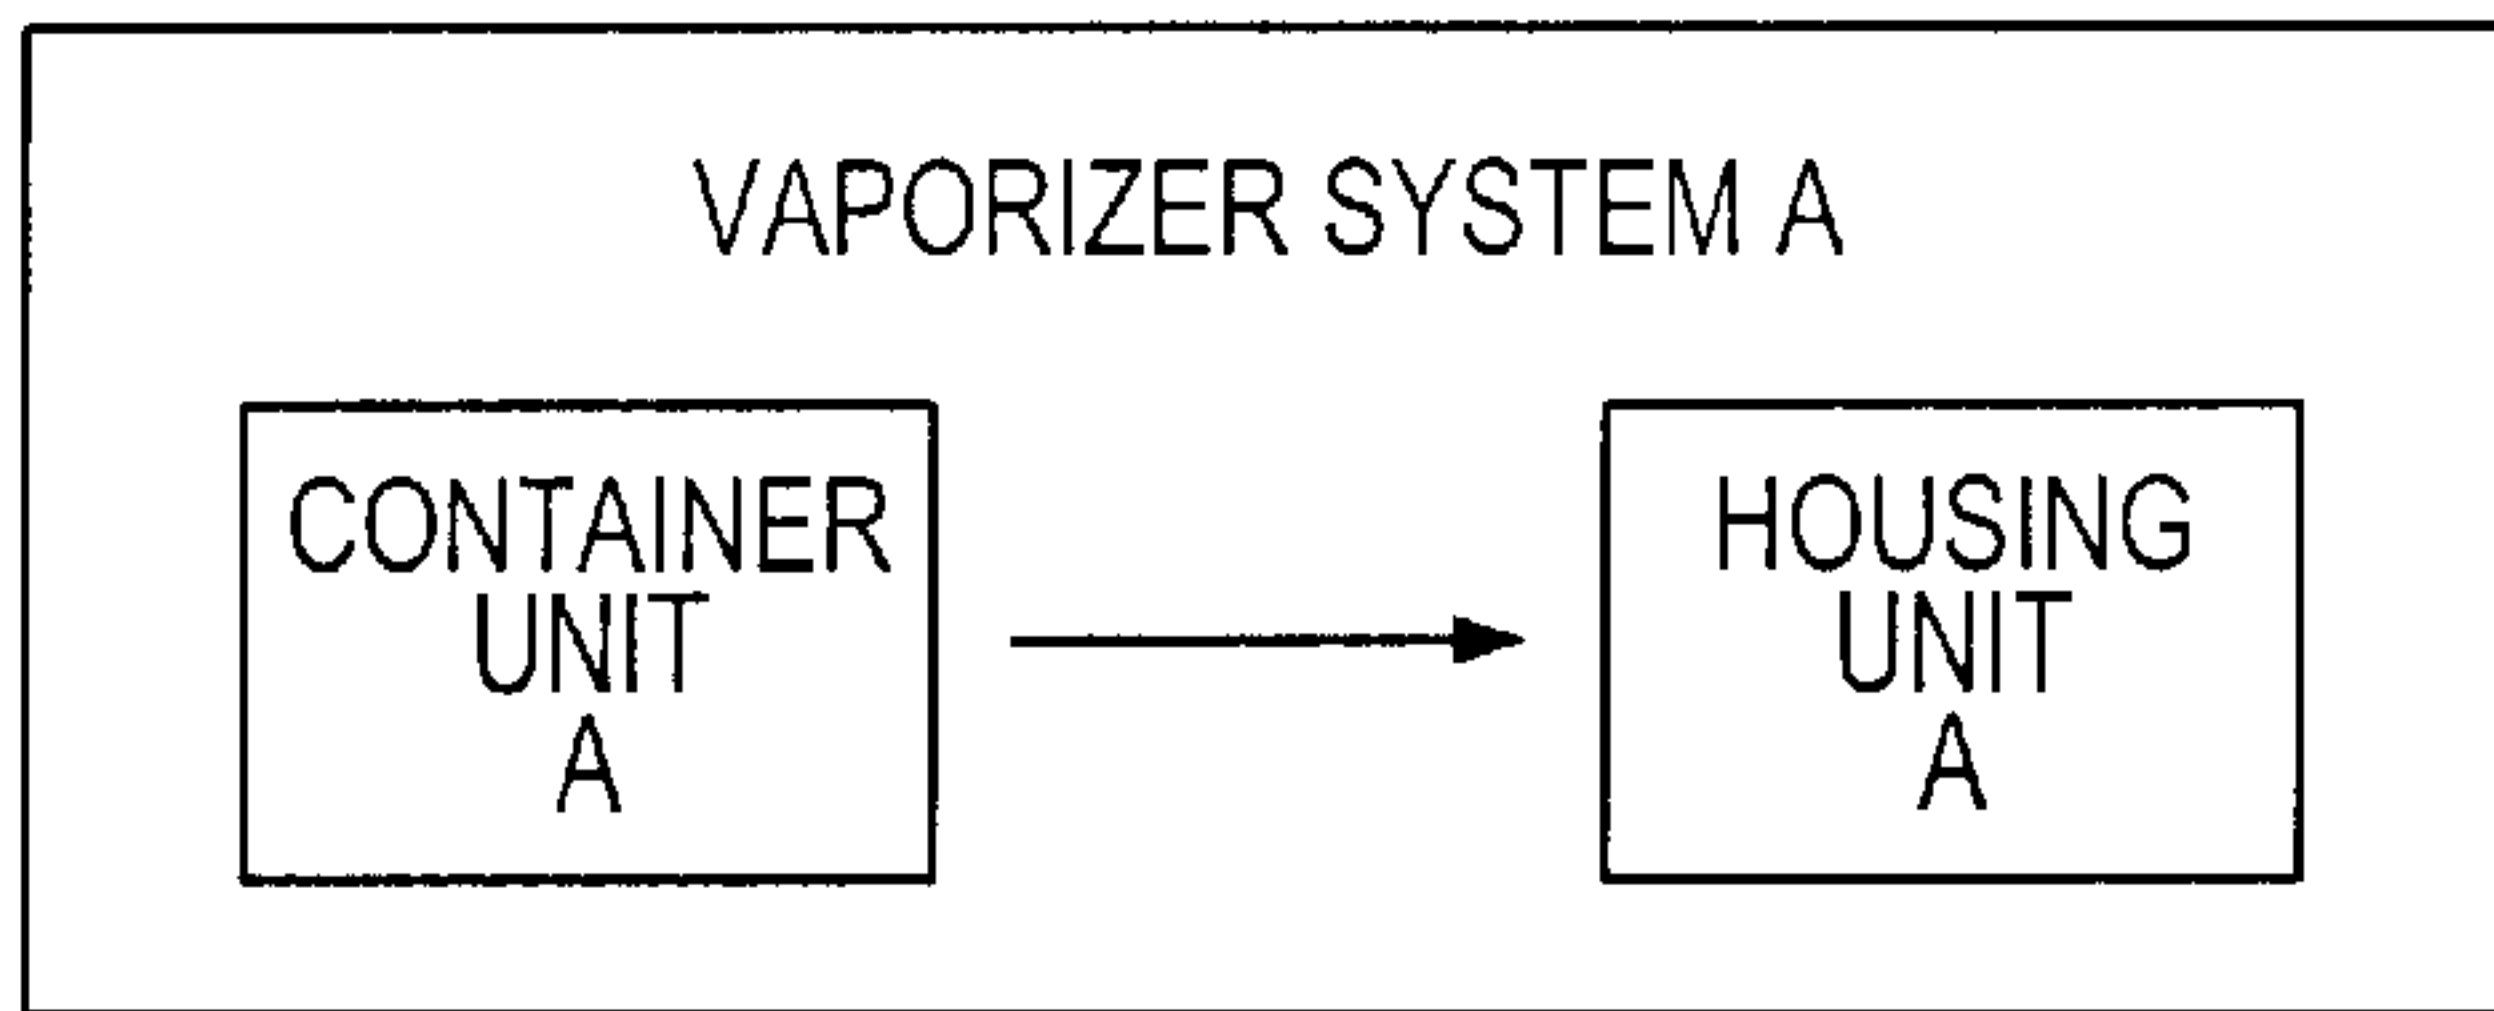 VAPORIZER SYSTEM A
CONTAINER
UNIT
A
HOUSING
UNIT
A